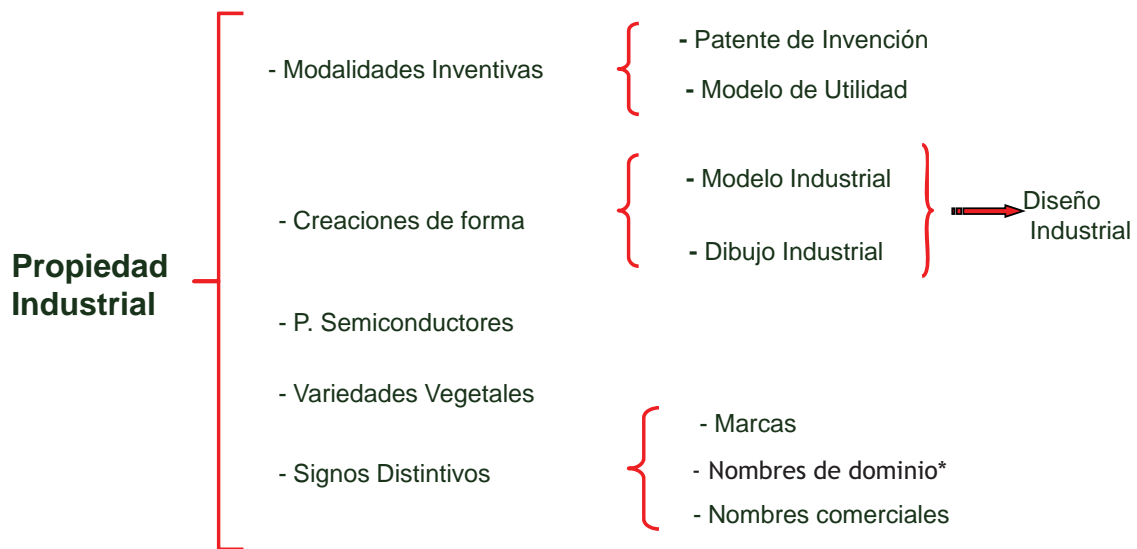 Propiedad
Industrial
- Modalidades Inventivas
- Patente de Invención
- Modelo de Utilidad
- Creaciones de forma
- Modelo Industrial
- Dibujo Industrial
Diseño
Industrial
- P. Semiconductores
- Variedades Vegetales
- Signos Distintivos
- Marcas
- Nombres de dominio*
- Nombres comerciales